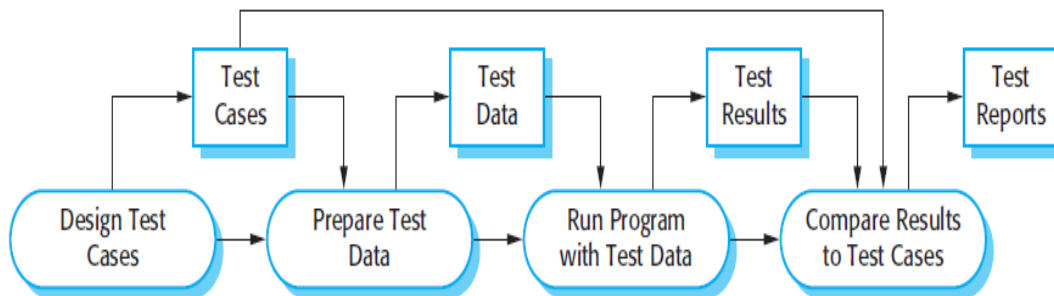 Test
Cases
Test
Data
Test
Results
Test
Reports
Design Test
Cases
Prepare Test
Data
Run Program
with Test Data
Compare Results
to Test Cases